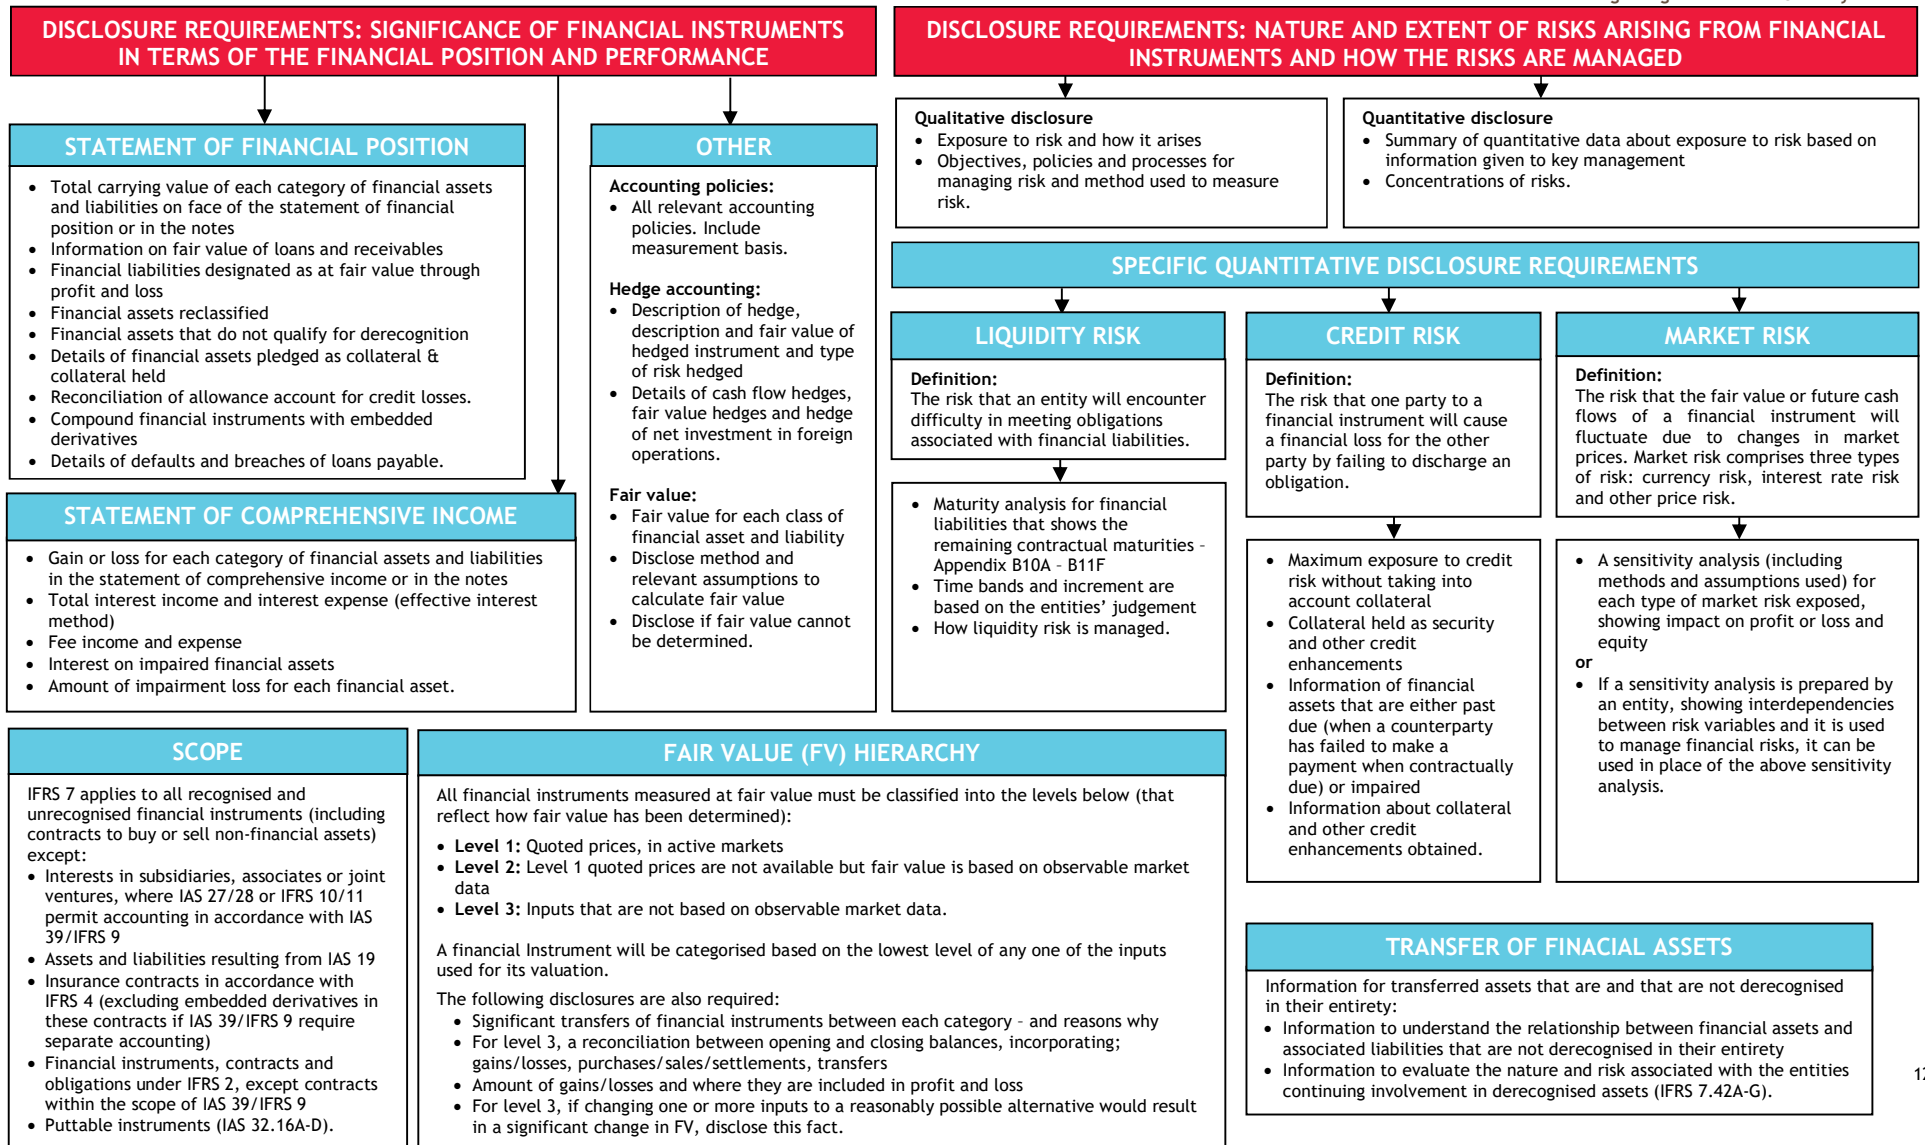 DISCLOSURE REQUIREMENTS: SIGNIFICANCE OF FINANCIAL INSTRUMENTS
IN TERMS OF THE FINANCIAL POSITION AND PERFORMANCE
STATEMENT OF FINANCIAL POSITION
• Total carrying value of each category of financial assets
and liabilities on face of the statement of financial
position or in the notes
• Information on fair value of loans and receivables
• Financial liabilities designated as at fair value through
profit and loss
• Financial assets reclassified
• Financial assets that do not qualify for derecognition
• Details of financial assets pledged as collateral &
collateral held
• Reconciliation of allowance account for credit losses.
• Compound financial instruments with embedded
derivatives
• Details of defaults and breaches of loans payable.
STATEMENT OF COMPREHENSIVE INCOME
• Gain or loss for each category of financial assets and liabilities
in the statement of comprehensive income or in the notes
• Total interest income and interest expense (effective interest
method)
• Fee income and expense
• Interest on impaired financial assets
• Amount of impairment loss for each financial asset.
OTHER
Accounting policies:
• All relevant accounting
policies. Include
measurement basis.
Hedge accounting:
• Description of hedge,
description and fair value of
hedged instrument and type
of risk hedged
• Details of cash flow hedges,
fair value hedges and hedge
of net investment in foreign
operations.
Fair value:
• Fair value for each class of
financial asset and liability
• Disclose method and
relevant assumptions to
calculate fair value
• Disclose if fair value cannot
be determined.
DISCLOSURE REQUIREMENTS: NATURE AND EXTENT OF RISKS ARISING FROM FINANCIAL
INSTRUMENTS AND HOW THE RISKS ARE MANAGED
Qualitative disclosure
• Exposure to risk and how it arises
• Objectives, policies and processes for
managing risk and method used to measure
risk.
Quantitative disclosure
• Summary of quantitative data about exposure to risk based on
information given to key management
• Concentrations of risks.
SPECIFIC QUANTITATIVE DISCLOSURE REQUIREMENTS
LIQUIDITY RISK
Definition:
The risk that an entity will encounter
difficulty in meeting obligations
associated with financial liabilities.
• Maturity analysis for financial
liabilities that shows the
remaining contractual maturities –
Appendix B10A – B11F
• Time bands and increment are
based on the entities’ judgement
• How liquidity risk is managed.
CREDIT RISK
Definition:
The risk that one party to a
financial instrument will cause
a financial loss for the other
party by failing to discharge an
obligation.
• Maximum exposure to credit
risk without taking into
account collateral
• Collateral held as security
and other credit
enhancements
• Information of financial
assets that are either past
due (when a counterparty
has failed to make a
payment when contractually
due) or impaired
• Information about collateral
and other credit
enhancements obtained.
MARKET RISK
Definition:
The risk that the fair value or future cash
flows of a financial instrument will
fluctuate due to changes in market
prices. Market risk comprises three types
of risk: currency risk, interest rate risk
and other price risk.
• A sensitivity analysis (including
methods and assumptions used) for
each type of market risk exposed,
showing impact on profit or loss and
equity
or
• If a sensitivity analysis is prepared by
an entity, showing interdependencies
between risk variables and it is used
to manage financial risks, it can be
used in place of the above sensitivity
analysis.
SCOPE
IFRS 7 applies to all recognised and
unrecognised financial instruments (including
contracts to buy or sell non-financial assets)
except:
• Interests in subsidiaries, associates or joint
ventures, where IAS 27/28 or IFRS 10/11
permit accounting in accordance with IAS
39/IFRS 9
• Assets and liabilities resulting from IAS 19
• Insurance contracts in accordance with
IFRS 4 (excluding embedded derivatives in
these contracts if IAS 39/IFRS 9 require
separate accounting)
• Financial instruments, contracts and
obligations under IFRS 2, except contracts
within the scope of IAS 39/IFRS 9
• Puttable instruments (IAS 32.16A-D).
FAIR VALUE (FV) HIERARCHY
All financial instruments measured at fair value must be classified into the levels below (that
reflect how fair value has been determined):
• Level 1: Quoted prices, in active markets
• Level 2: Level 1 quoted prices are not available but fair value is based on observable market
data
• Level 3: Inputs that are not based on observable market data.
A financial Instrument will be categorised based on the lowest level of any one of the inputs
used for its valuation.
The following disclosures are also required:
• Significant transfers of financial instruments between each category – and reasons why
• For level 3, a reconciliation between opening and closing balances, incorporating;
gains/losses, purchases/sales/settlements, transfers
• Amount of gains/losses and where they are included in profit and loss
• For level 3, if changing one or more inputs to a reasonably possible alternative would result
in a significant change in FV, disclose this fact.
TRANSFER OF FINACIAL ASSETS
Information for transferred assets that are and that are not derecognised
in their entirety:
• Information to understand the relationship between financial assets and
associated liabilities that are not derecognised in their entirety
• Information to evaluate the nature and risk associated with the entities
continuing involvement in derecognised assets (IFRS 7.42A-G).
12